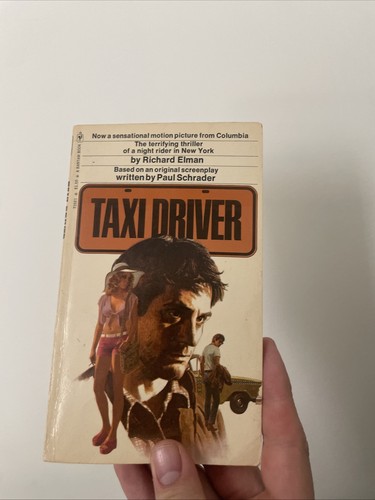 Now a sensational motion picture from Columbia
The terrifying thriller
of a night rider in New York
by Richard Elman
Based on an original screenplay
written by Paul Schrader
TAXI DRIVER